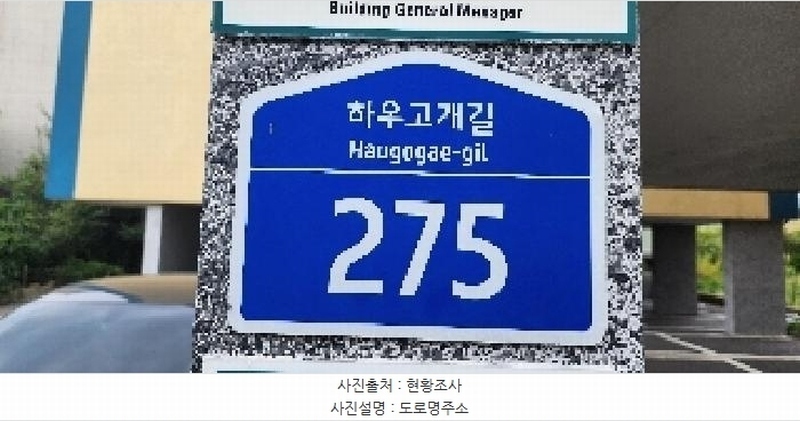 Building General Manager
하우고개길
Haugogae-gil
275
사진출처 : 현황조사
사진설명 : 도로명주소